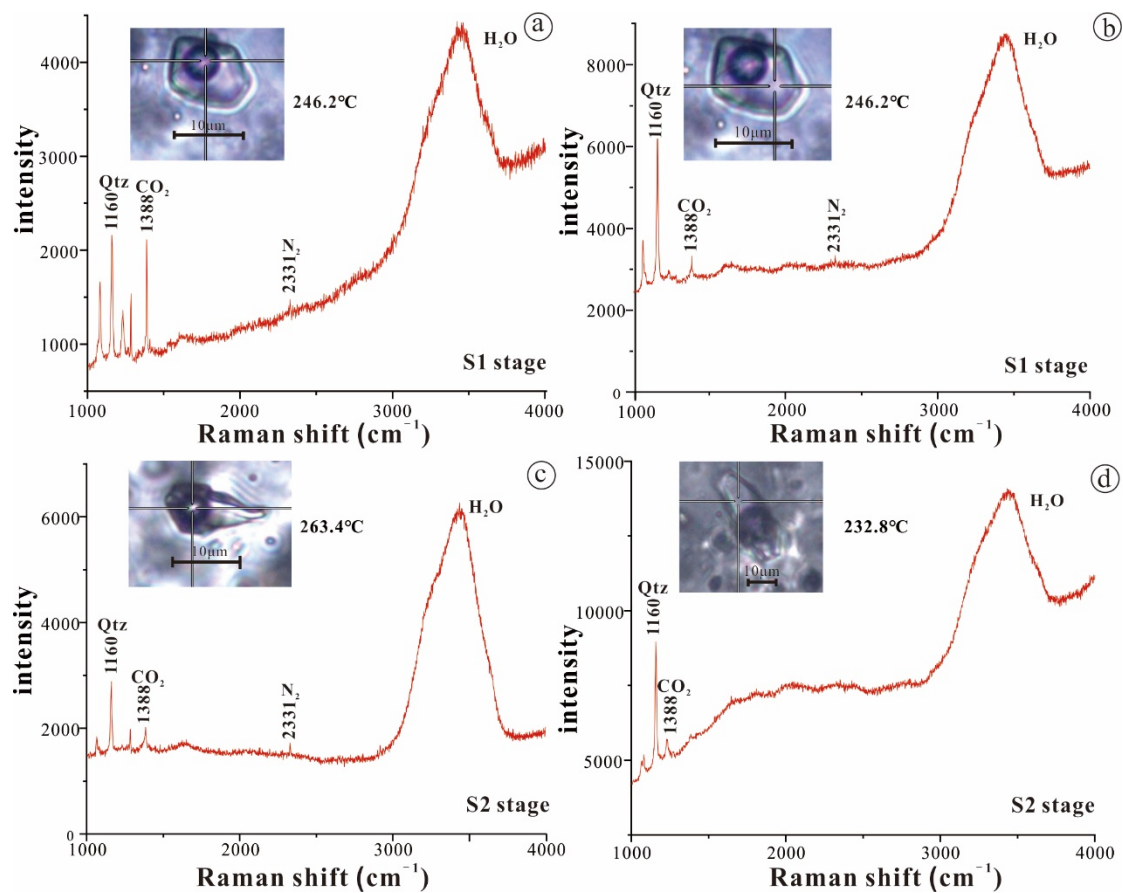 ⓐ
H₂O
246.2℃
10μm
4000
3000
2000
1000
intensity
Qtz
1160
CO₂
1388
N₂
2331
S1 stage
1000 2000 3000 4000
Raman shift (cm⁻¹)
ⓑ
H₂O
246.2℃
10μm
8000
6000
4000
2000
0
intensity
Qtz
1160
CO₂
1388
N₂
2331
S1 stage
1000 2000 3000 4000
Raman shift (cm⁻¹)
ⓒ
H₂O
263.4℃
10μm
6000
4000
2000
0
intensity
Qtz
1160
CO₂
1388
N₂
2331
S2 stage
1000 2000 3000 4000
Raman shift (cm⁻¹)
ⓓ
H₂O
232.8℃
10μm
15000
10000
5000
intensity
Qtz
1160
CO₂
1388
S2 stage
1000 2000 3000 4000
Raman shift (cm⁻¹)